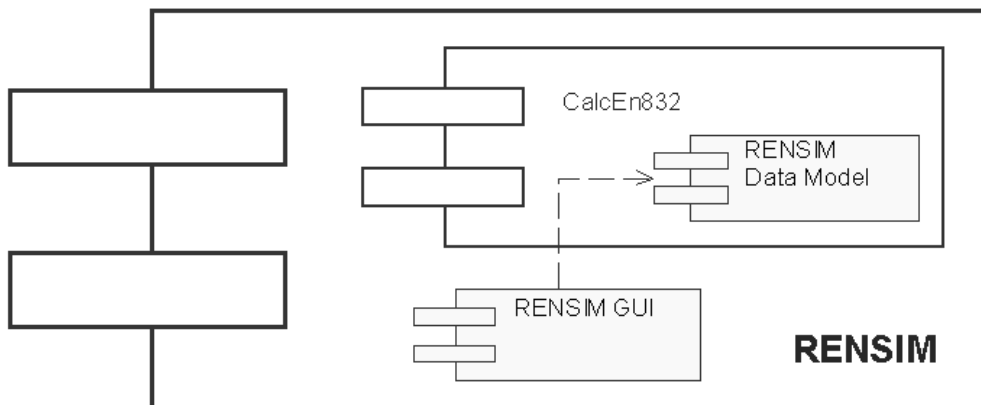 CalcEn832
RENSIM
Data Model
RENSIM GUI
RENSIM